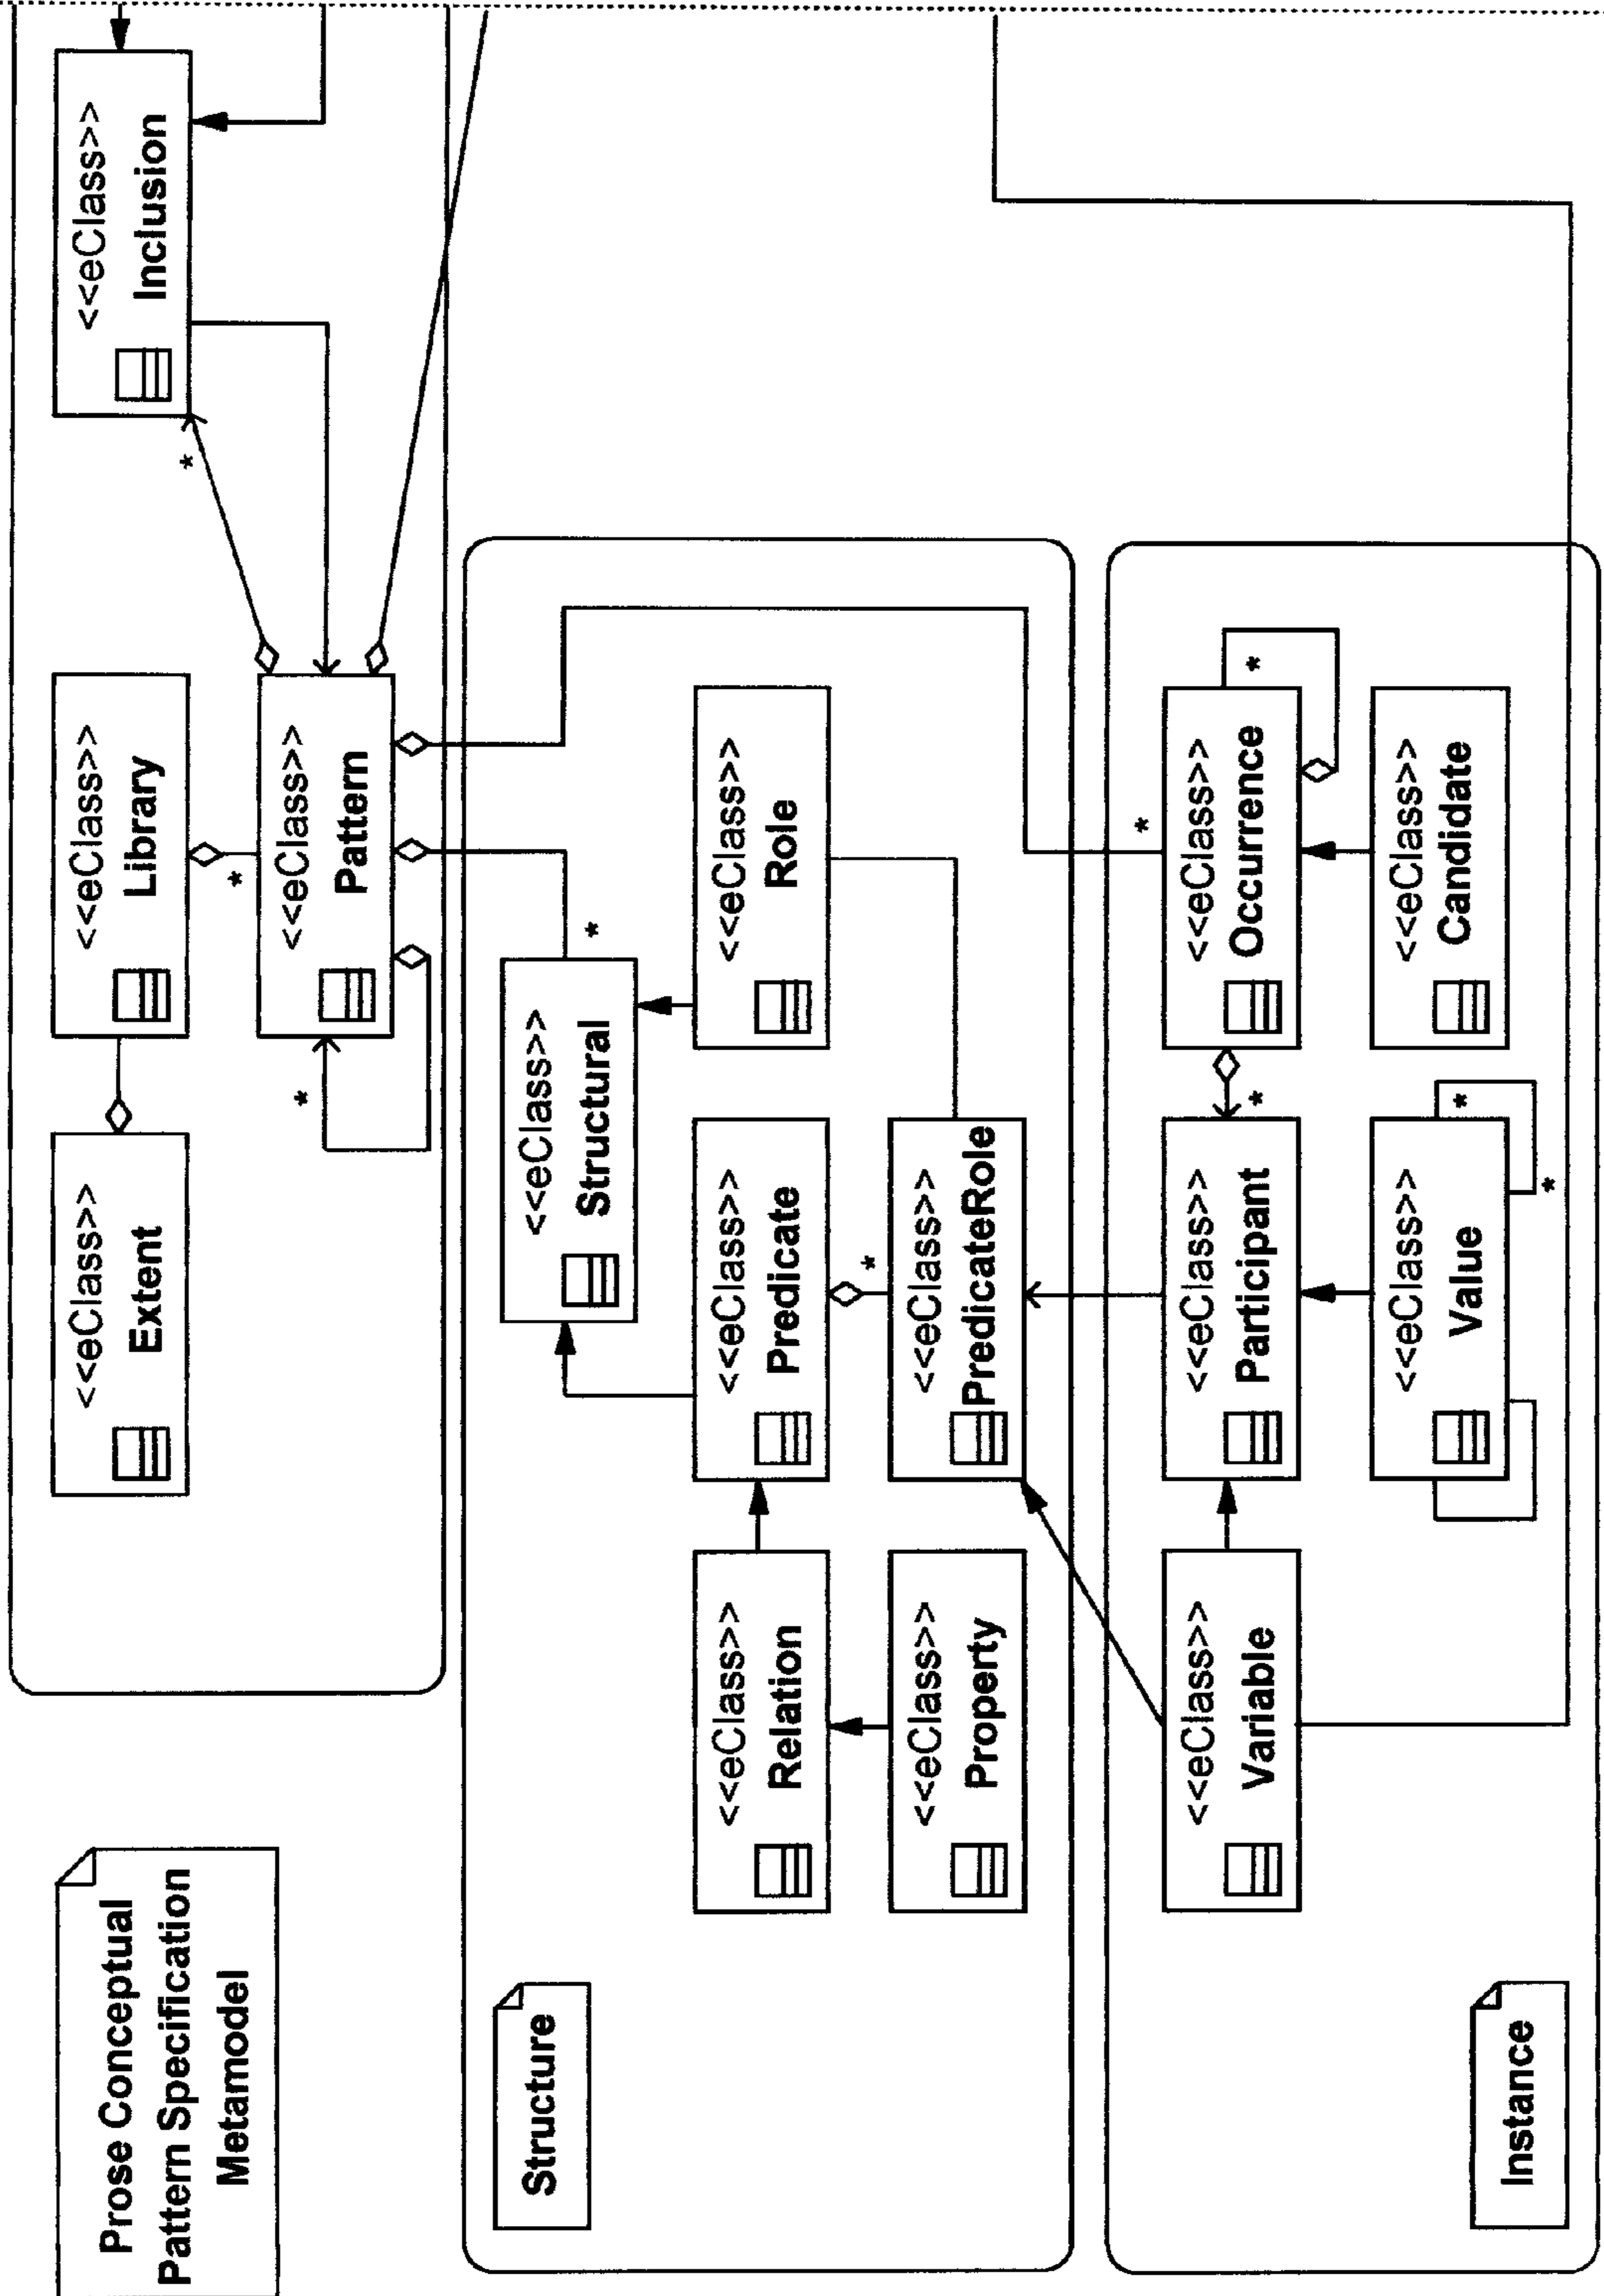 Prose Conceptual
Pattern Specification
Metamodel
<<eClass>>
Extent
<<eClass>>
Library
<<eClass>>
Inclusion
*
*
*
<<eClass>>
Pattern
Structure
<<eClass>>
Structural
*
<<eClass>>
Relation
<<eClass>>
Predicate
<<eClass>>
Role
*
<<eClass>>
Property
<<eClass>>
PredicateRole
*
<<eClass>>
Variable
<<eClass>>
Participant
*
<<eClass>>
Occurrence
*
Instance
<<eClass>>
Value
*
*
<<eClass>>
Candidate